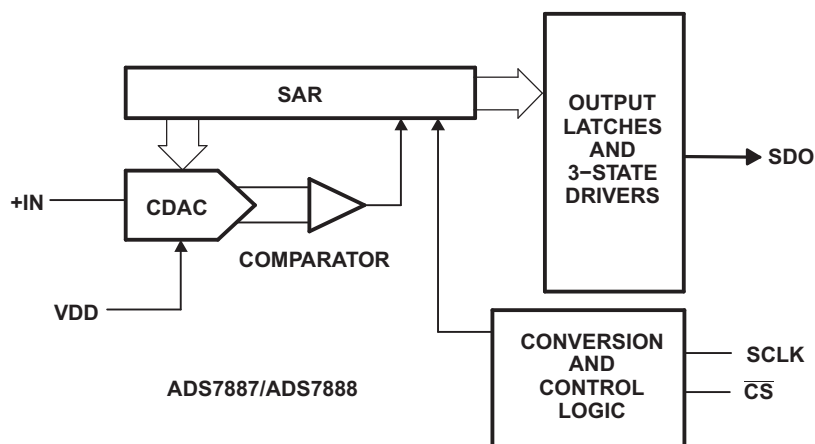 SAR
OUTPUT
LATCHES
AND
3−STATE
DRIVERS
SDO
+IN
CDAC
COMPARATOR
VDD
CONVERSION
AND
CONTROL
LOGIC
SCLK
C̅S̅
ADS7887/ADS7888